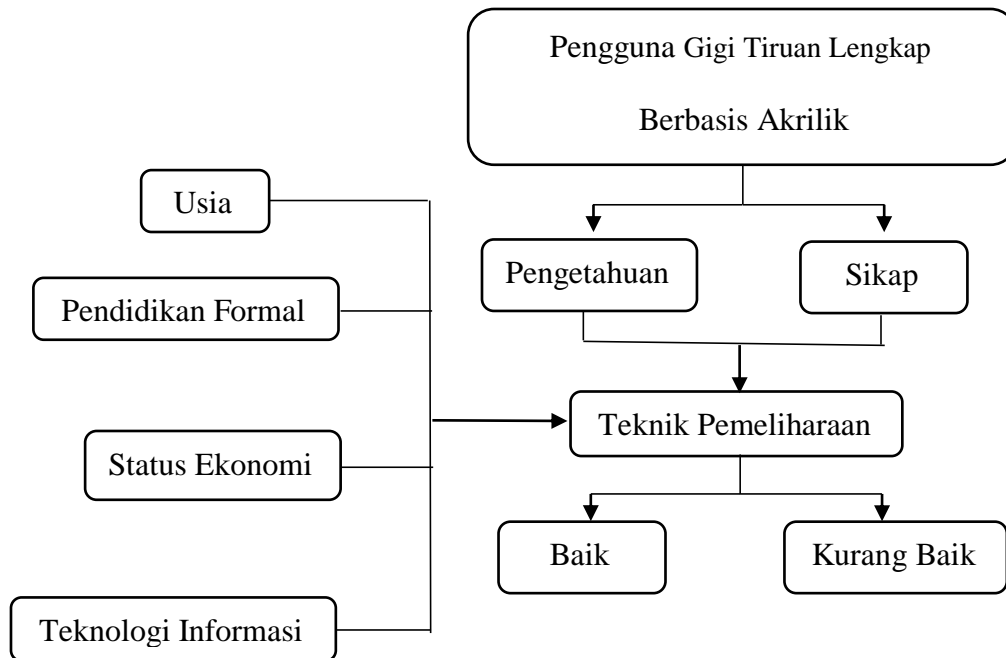 Pengguna Gigi Tiruan Lengkap
Berbasis Akrilik
Usia
Pengetahuan
Sikap
Pendidikan Formal
Teknik Pemeliharaan
Status Ekonomi
Baik
Kurang Baik
Teknologi Informasi